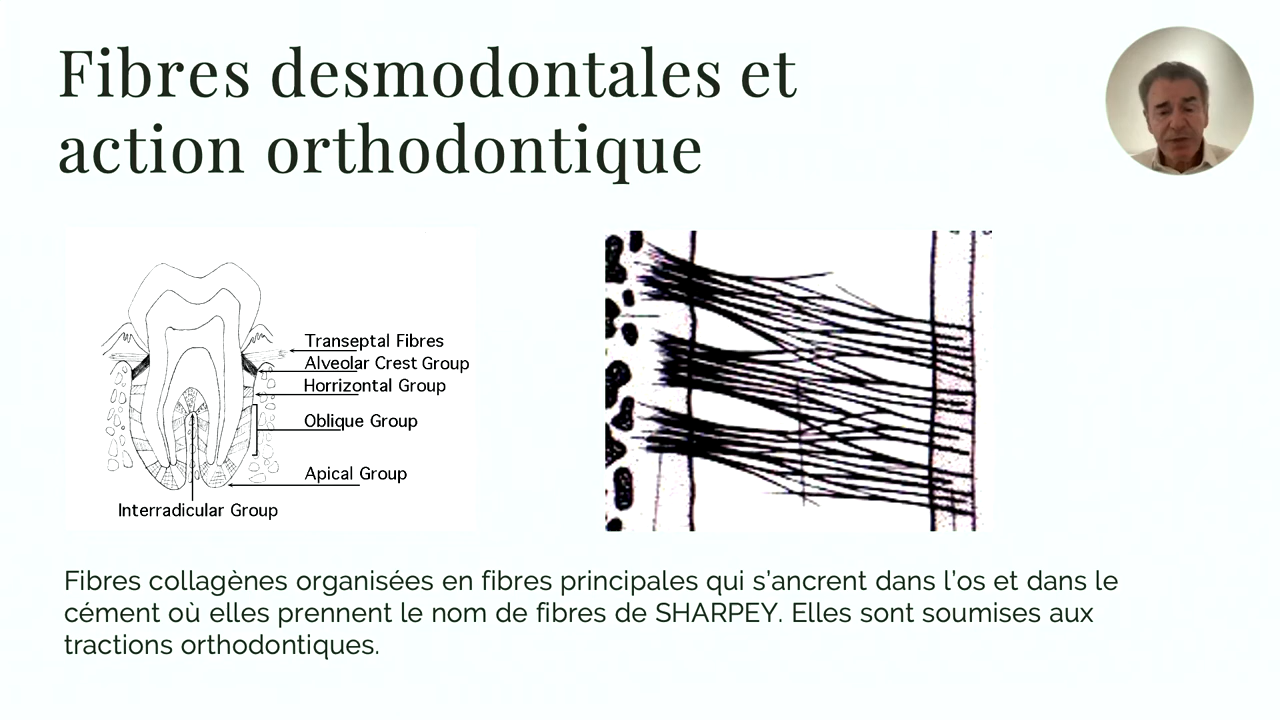 Fibres desmodontales et
action orthodontique
Transeptal Fibres
Alveolar Crest Group
Horrizontal Group
Oblique Group
Apical Group
Interradicular Group
Fibres collagènes organisées en fibres principales qui s'ancrent dans l'os et dans le
cément où elles prennent le nom de fibres de SHARPEY. Elles sont soumises aux
tractions orthodontiques.